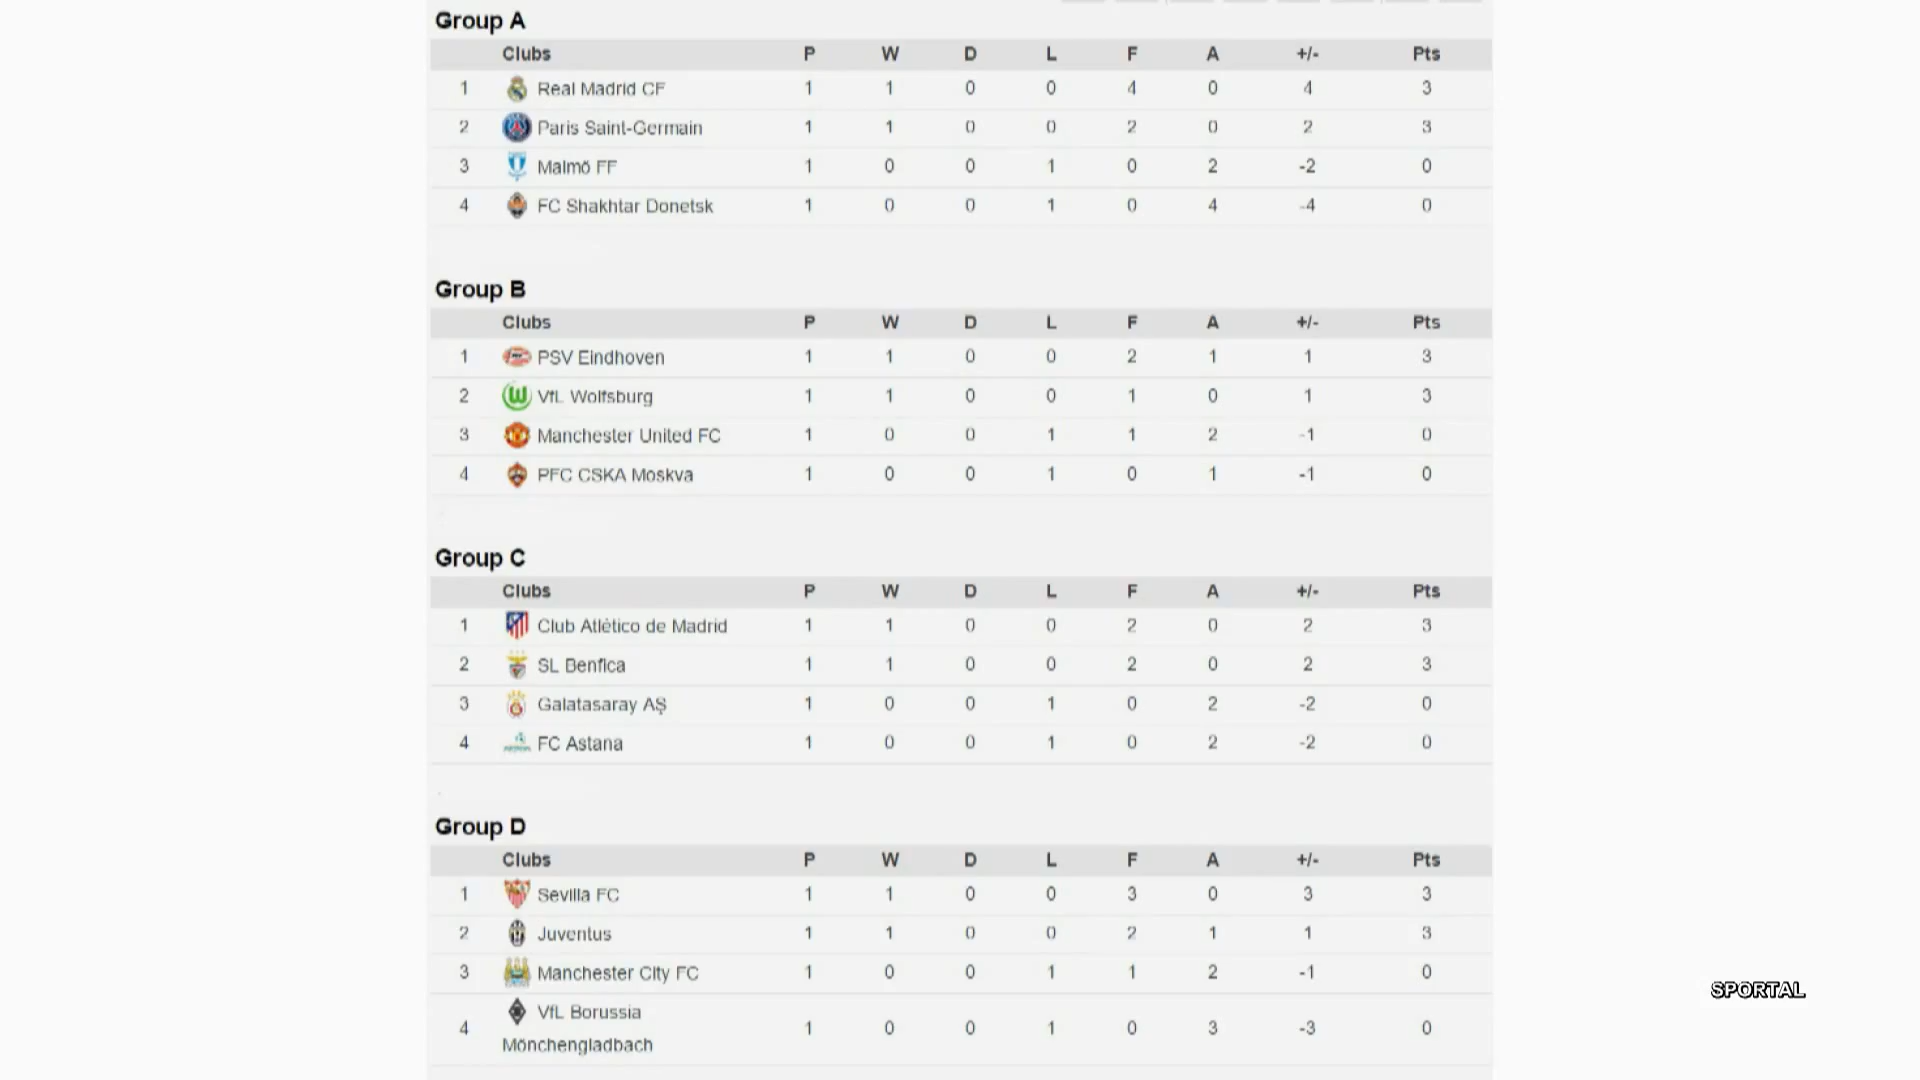 Group A
Clubs P W D L F A +/- Pts
1 Real Madrid CF 1 1 0 0 4 0 4 3
2 Paris Saint-Germain 1 1 0 0 2 0 2 3
3 Malmö FF 1 0 0 1 0 2 -2 0
4 FC Shakhtar Donetsk 1 0 0 1 0 4 -4 0
Group B
Clubs P W D L F A +/- Pts
1 PSV Eindhoven 1 1 0 0 2 1 1 3
2 VfL Wolfsburg 1 1 0 0 1 0 1 3
3 Manchester United FC 1 0 0 1 1 2 -1 0
4 PFC CSKA Moskva 1 0 0 1 0 1 -1 0
Group C
Clubs P W D L F A +/- Pts
1 Club Atlético de Madrid 1 1 0 0 2 0 2 3
2 SL Benfica 1 1 0 0 2 0 2 3
3 Galatasaray AŞ 1 0 0 1 0 2 -2 0
4 FC Astana 1 0 0 1 0 2 -2 0
Group D
Clubs P W D L F A +/- Pts
1 Sevilla FC 1 1 0 0 3 0 3 3
2 Juventus 1 1 0 0 2 1 1 3
3 Manchester City FC 1 0 0 1 1 2 -1 0
4 VfL Borussia
Mönchengladbach 1 0 0 1 0 3 -3 0
SPORTAL